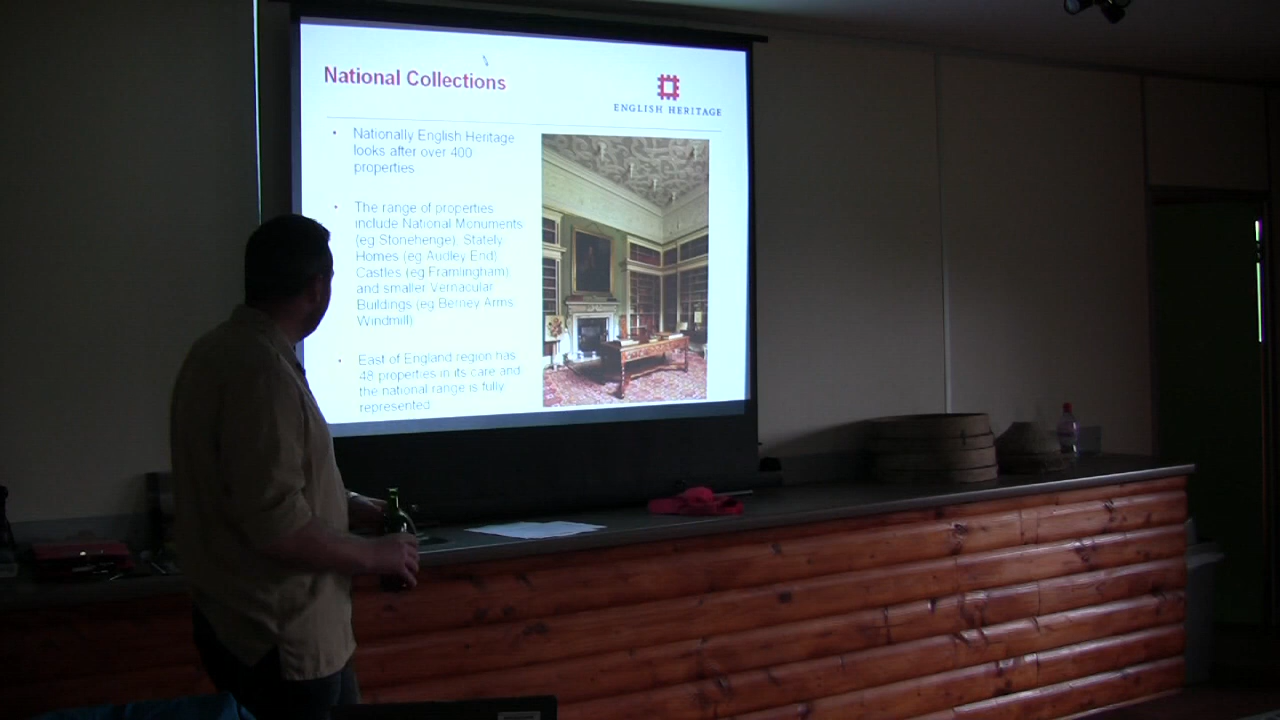 National Collections
ENGLISH HERITAGE
• Nationally English Heritage
looks after over 400
properties
• The range of properties
include National Monuments
(eg Stonehenge), Stately
Homes (eg Audley End)
Castles (eg Framlingham)
and smaller Vernacular
Buildings (eg Berney Arms
Windmill)
• East of England region has
48 properties in its care and
the national range is fully
represented